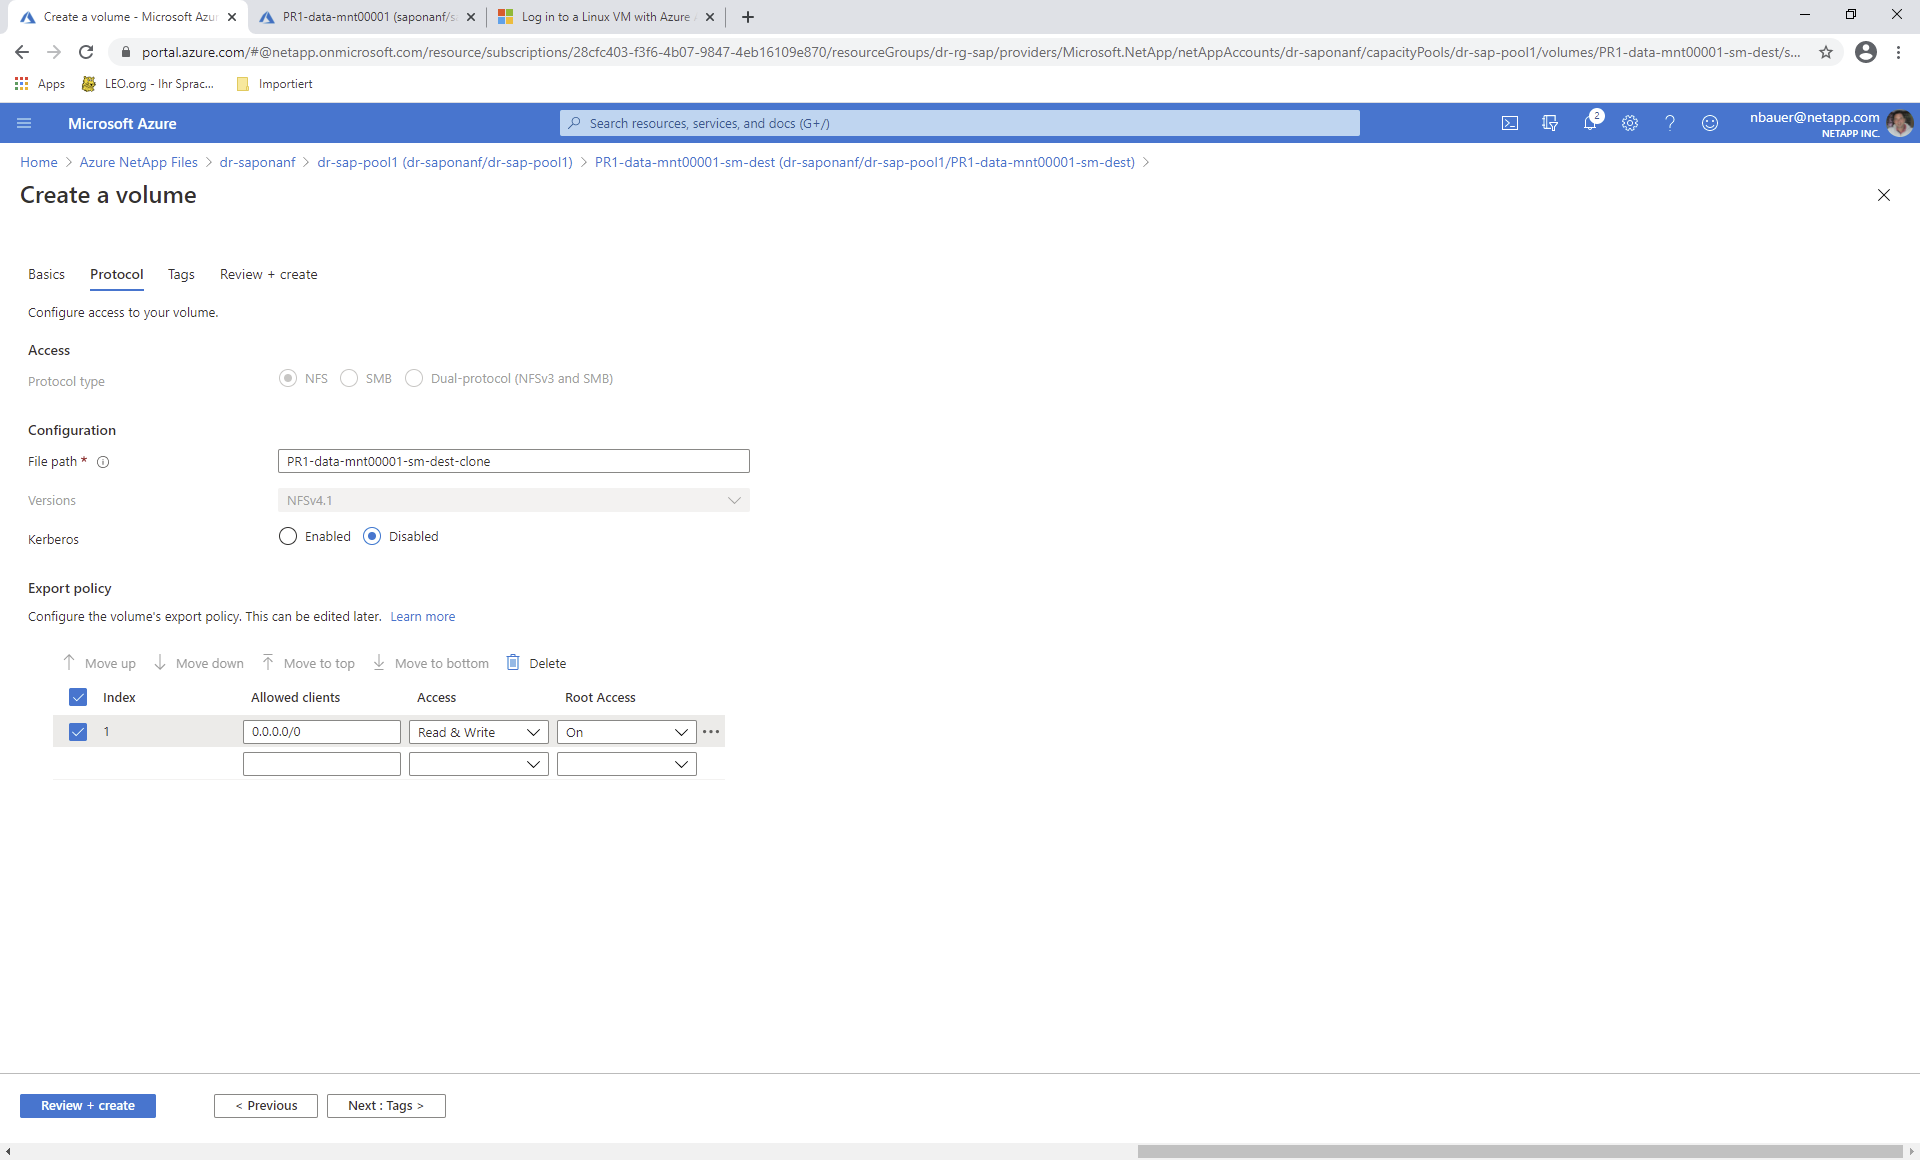 Create a volume - Microsoft Azur
PR1-data-mnt00001 (saponanf/s
Log in to a Linux VM with Azure
portal.azure.com/#@netapp.onmicrosoft.com/resource/subscriptions/28cfc403-f3f6-4b07-9847-4eb16109e870/resourceGroups/dr-rg-sap/providers/Microsoft.NetApp/netAppAccounts/dr-saponanf/capacityPools/dr-sap-pool1/volumes/PR1-data-mnt00001-sm-dest/s...
Apps LEO.org - Ihr Sprac... Importiert
Microsoft Azure
Search resources, services, and docs (G+/)
2
nbauer@netapp.com
NETAPP INC.
Home > Azure NetApp Files > dr-saponanf > dr-sap-pool1 (dr-saponanf/dr-sap-pool1) > PR1-data-mnt00001-sm-dest (dr-saponanf/dr-sap-pool1/PR1-data-mnt00001-sm-dest) >
Create a volume
Basics Protocol Tags Review + create
Configure access to your volume.
Access
Protocol type NFS SMB Dual-protocol (NFSv3 and SMB)
Configuration
File path * PR1-data-mnt00001-sm-dest-clone
Versions NFSv4.1
Kerberos Enabled Disabled
Export policy
Configure the volume's export policy. This can be edited later. Learn more
Move up Move down Move to top Move to bottom Delete
Index Allowed clients Access Root Access
1 0.0.0.0/0 Read & Write On ...
Review + create < Previous Next : Tags >